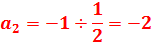 a₂ = −1 ÷ 1/2 = −2